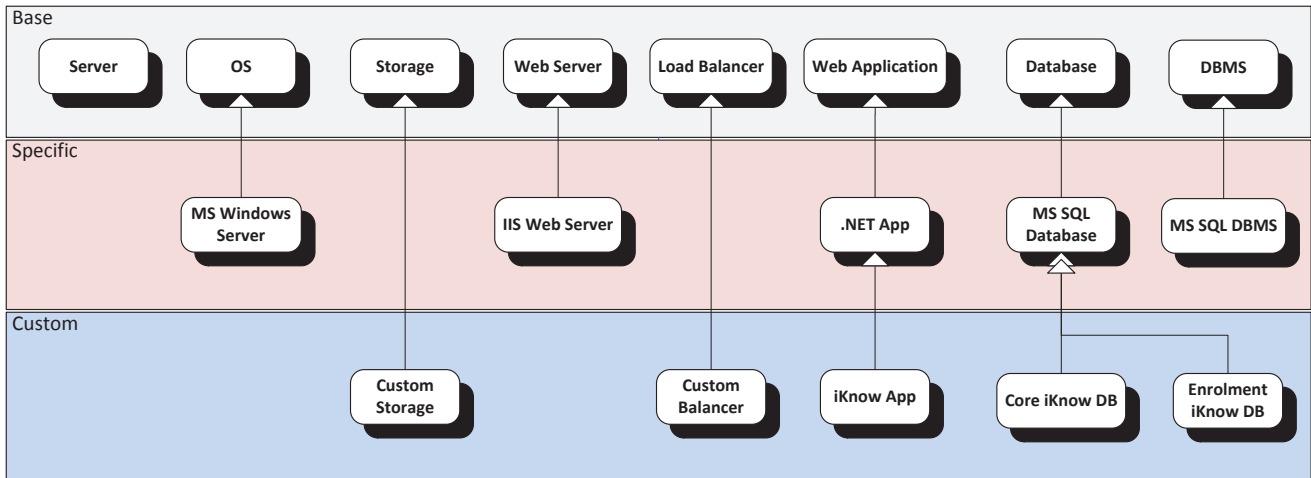 Base
Server
OS
Storage
Web Server
Load Balancer
Web Application
Database
DBMS
Specific
MS Windows
Server
IIS Web Server
.NET App
MS SQL
Database
MS SQL DBMS
Custom
Custom
Storage
Custom
Balancer
iKnow App
Core iKnow DB
Enrolment
iKnow DB